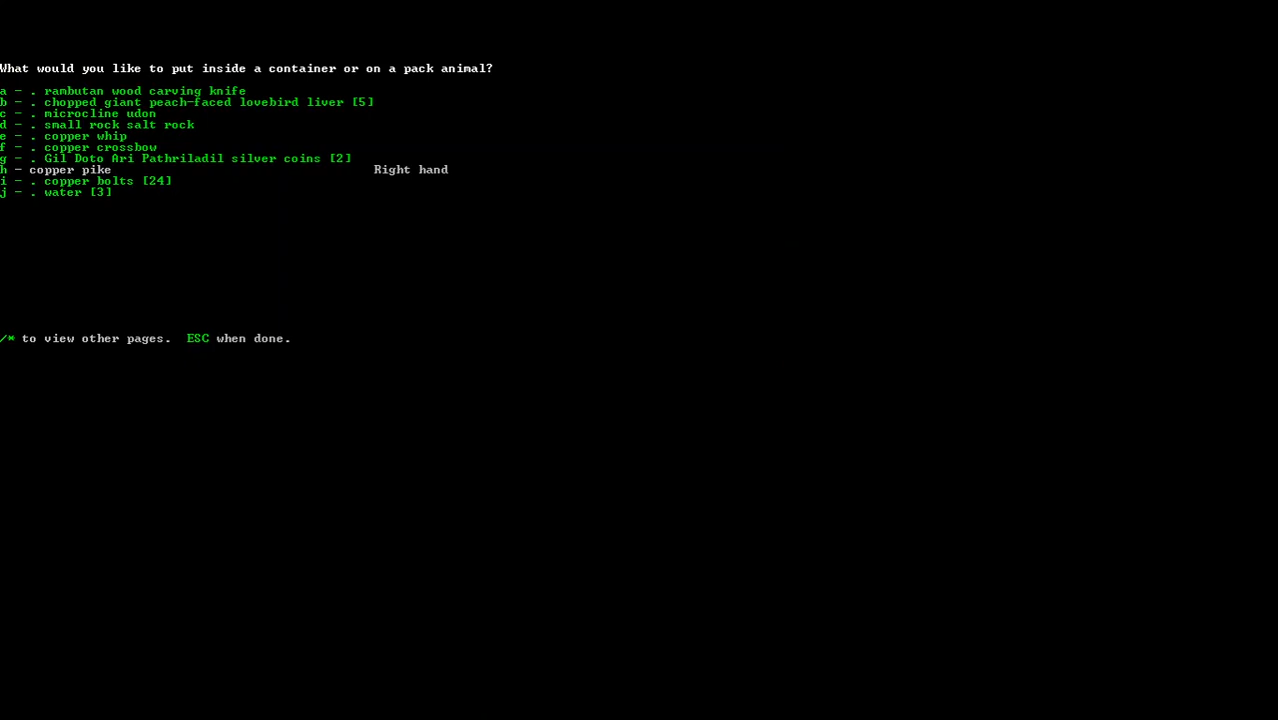 What would you like to put inside a container or on a pack animal?
a - . rambutan wood carving knife
b - . chopped giant peach-faced lovebird liver [5]
c - . microcline udon
d - . small rock salt rock
e - . copper whip
f - . copper crossbow
g - . Gil Doto Ari Pathriladil silver coins [2]
h - copper pike Right hand
i - . copper bolts [24]
j - . water [3]
/* to view other pages. ESC when done.